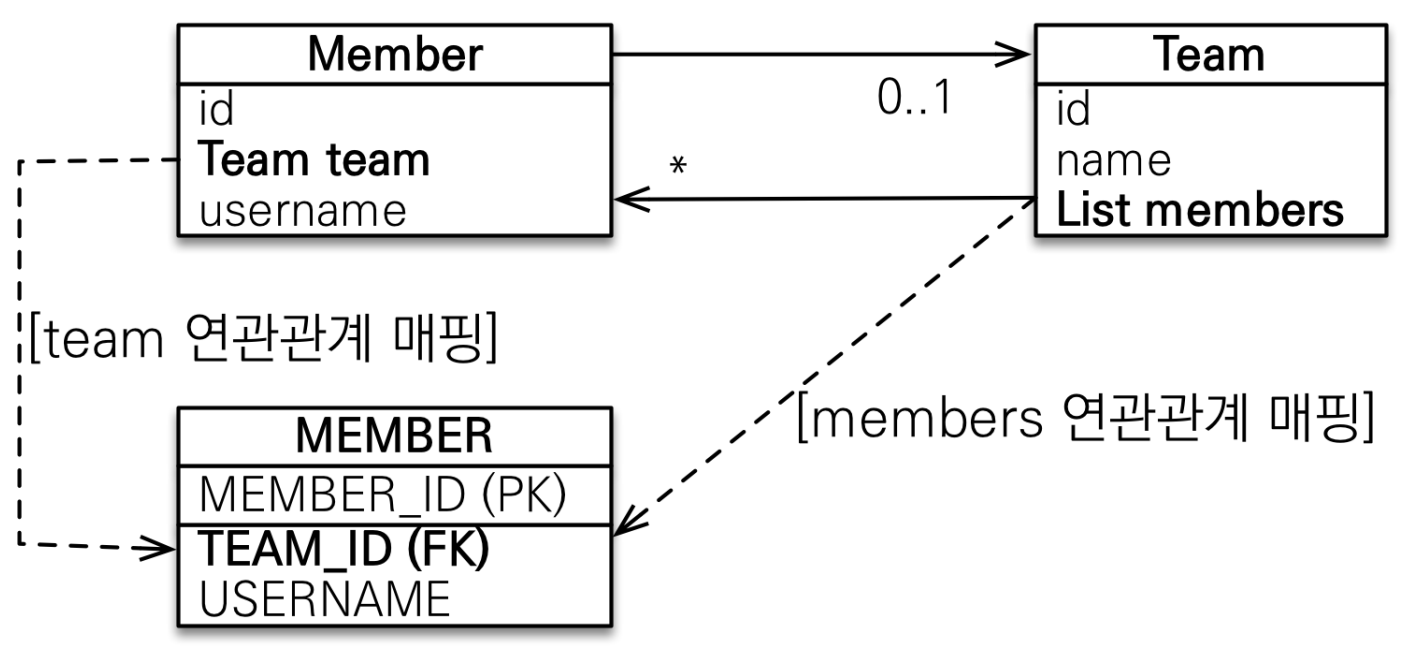 Member
id
Team team
username
0..1
*
Team
id
name
List members
[team 연관관계 매핑]
[members 연관관계 매핑]
MEMBER
MEMBER_ID (PK)
TEAM_ID (FK)
USERNAME